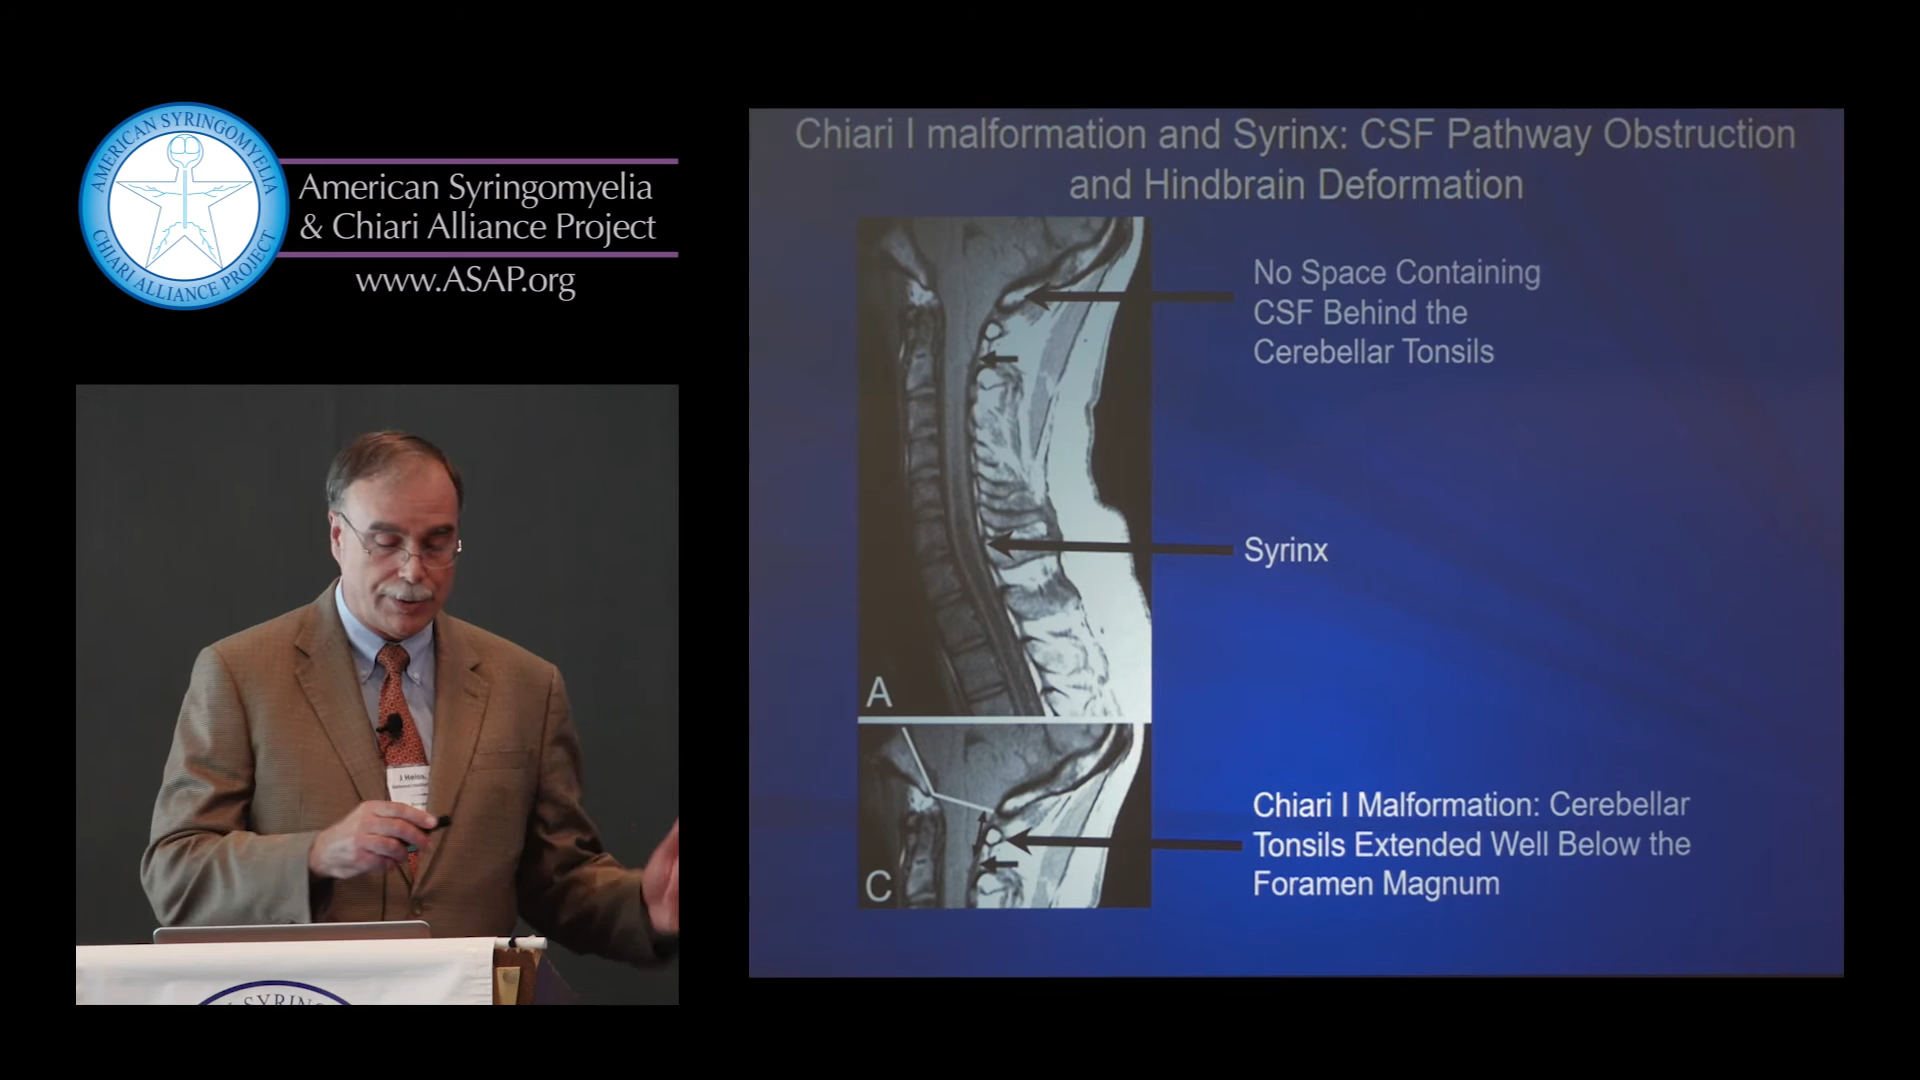 AMERICAN SYRINGOMYELIA
CHIARI ALLIANCE PROJECT
American Syringomyelia
& Chiari Alliance Project
www.ASAP.org
Chiari I malformation and Syrinx: CSF Pathway Obstruction
and Hindbrain Deformation
No Space Containing
CSF Behind the
Cerebellar Tonsils
Syrinx
A
Chiari I Malformation: Cerebellar
Tonsils Extended Well Below the
Foramen Magnum
C